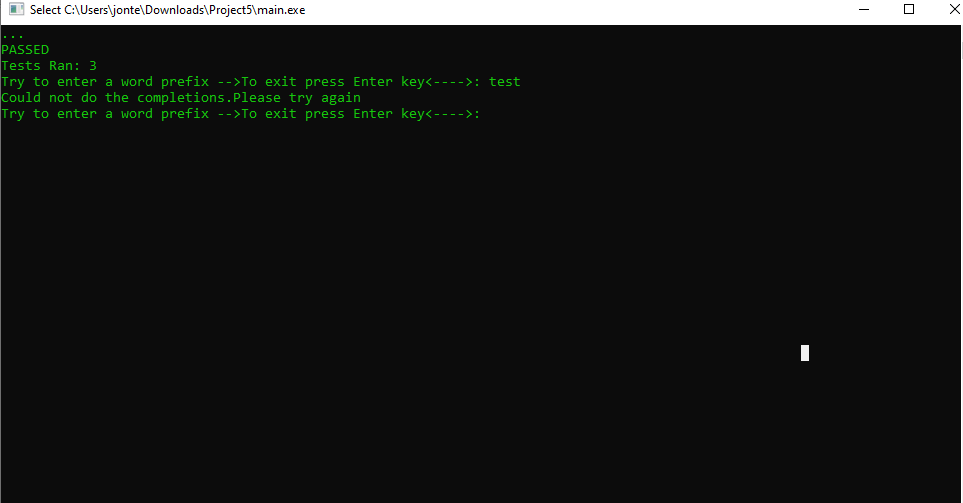 Select C:\Users\jonte\Downloads\Project5\main.exe
...
PASSED
Tests Ran: 3
Try to enter a word prefix -->To exit press Enter key<---->: test
Could not do the completions.Please try again
Try to enter a word prefix -->To exit press Enter key<---->: